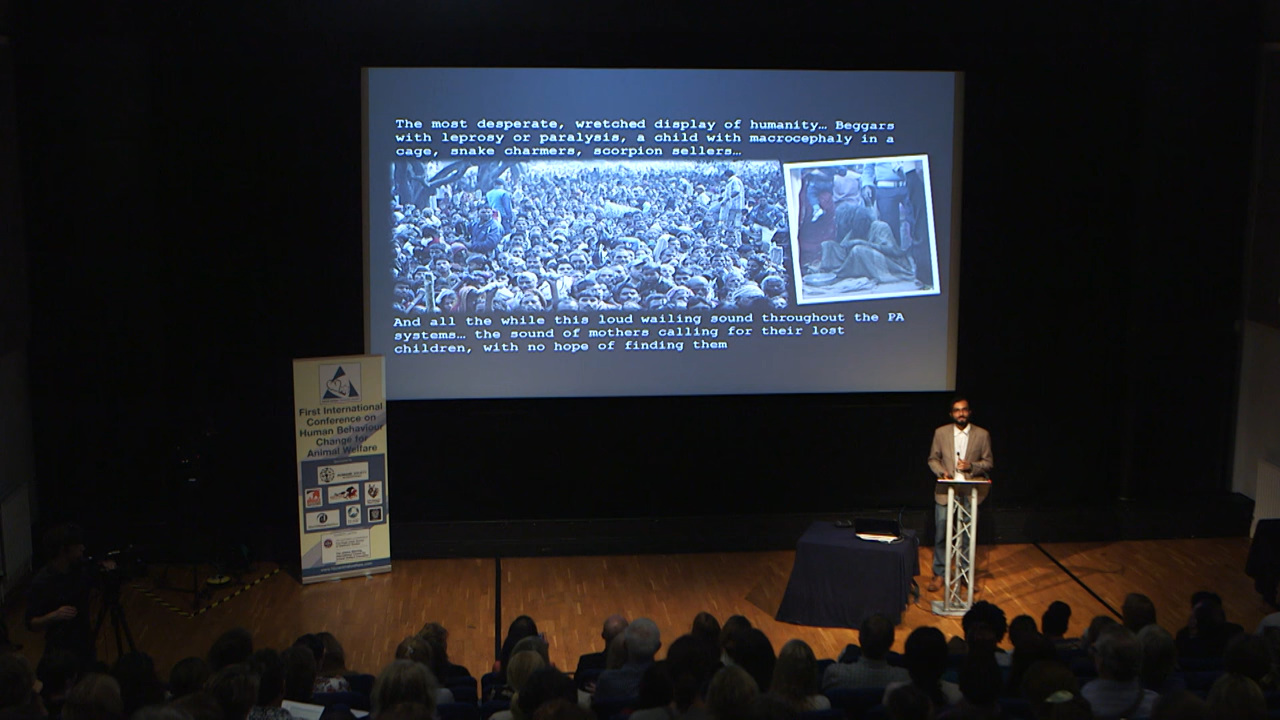 The most desperate, wretched display of humanity… Beggars
with leprosy or paralysis, a child with macrocephaly in a
cage, snake charmers, scorpion sellers…
And all the while this loud wailing sound throughout the PA
systems… the sound of mothers calling for their lost
children, with no hope of finding them
First International
Conference on
Human Behaviour
Change for
Animal Welfare